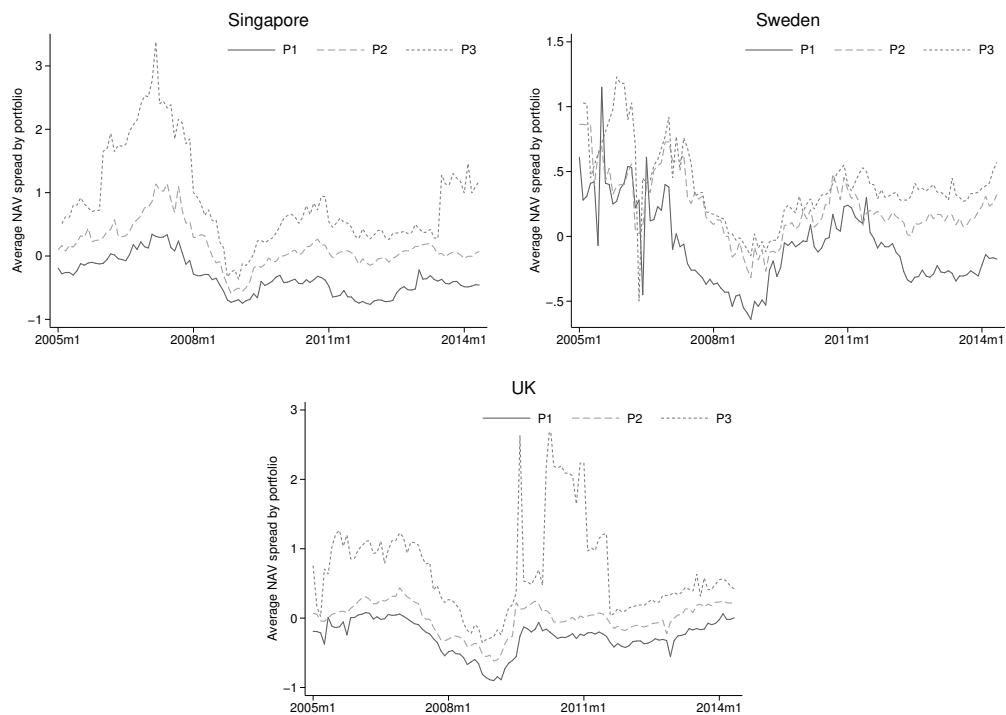 Singapore
P1 P2 P3
Average NAV spread by portfolio
3
2
1
0
−1
2005m1 2008m1 2011m1 2014m1
Sweden
P1 P2 P3
Average NAV spread by portfolio
1.5
1
.5
0
−.5
2005m1 2008m1 2011m1 2014m1
UK
P1 P2 P3
Average NAV spread by portfolio
3
2
1
0
−1
2005m1 2008m1 2011m1 2014m1